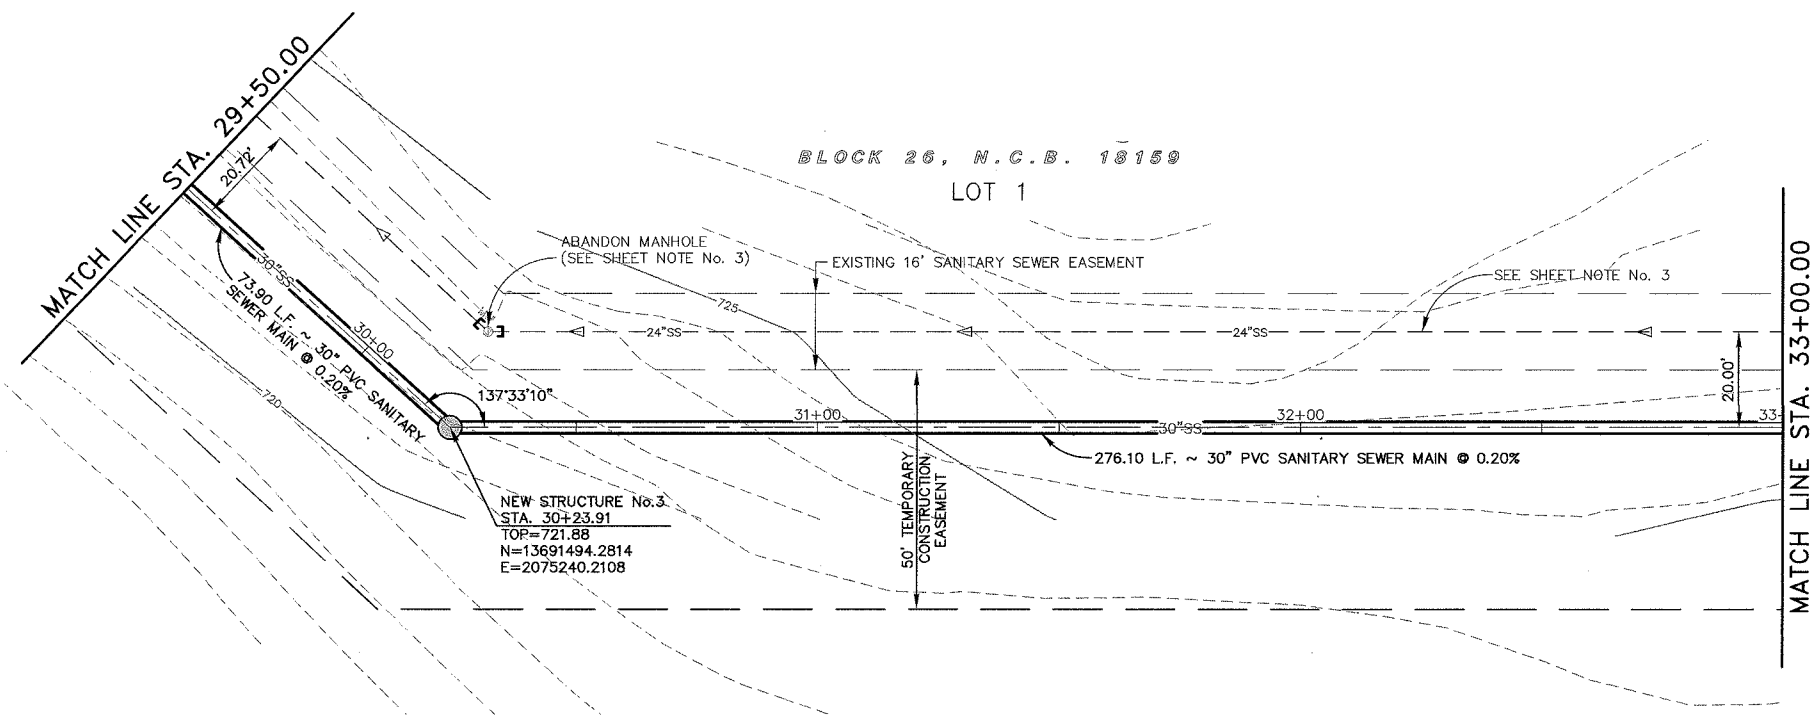 MATCH LINE STA. 29+50.00
20.72'
BLOCK 26, N.C.B. 18159
LOT 1
ABANDON MANHOLE
(SEE SHEET NOTE No. 3)
EXISTING 16' SANITARY SEWER EASEMENT
SEE SHEET NOTE No. 3
725
24"SS
24"SS
20.00'
30"SS
73.90 L.F. ~ 30" PVC SANITARY
SEWER MAIN @ 0.20%
30+00
720
137°33'10"
31+00
32+00
33
30"SS
276.10 L.F. ~ 30" PVC SANITARY SEWER MAIN @ 0.20%
50' TEMPORARY
CONSTRUCTION
EASEMENT
NEW STRUCTURE No.3
STA. 30+23.91
TOP=721.88
N=13691494.2814
E=2075240.2108
MATCH LINE STA. 33+00.00